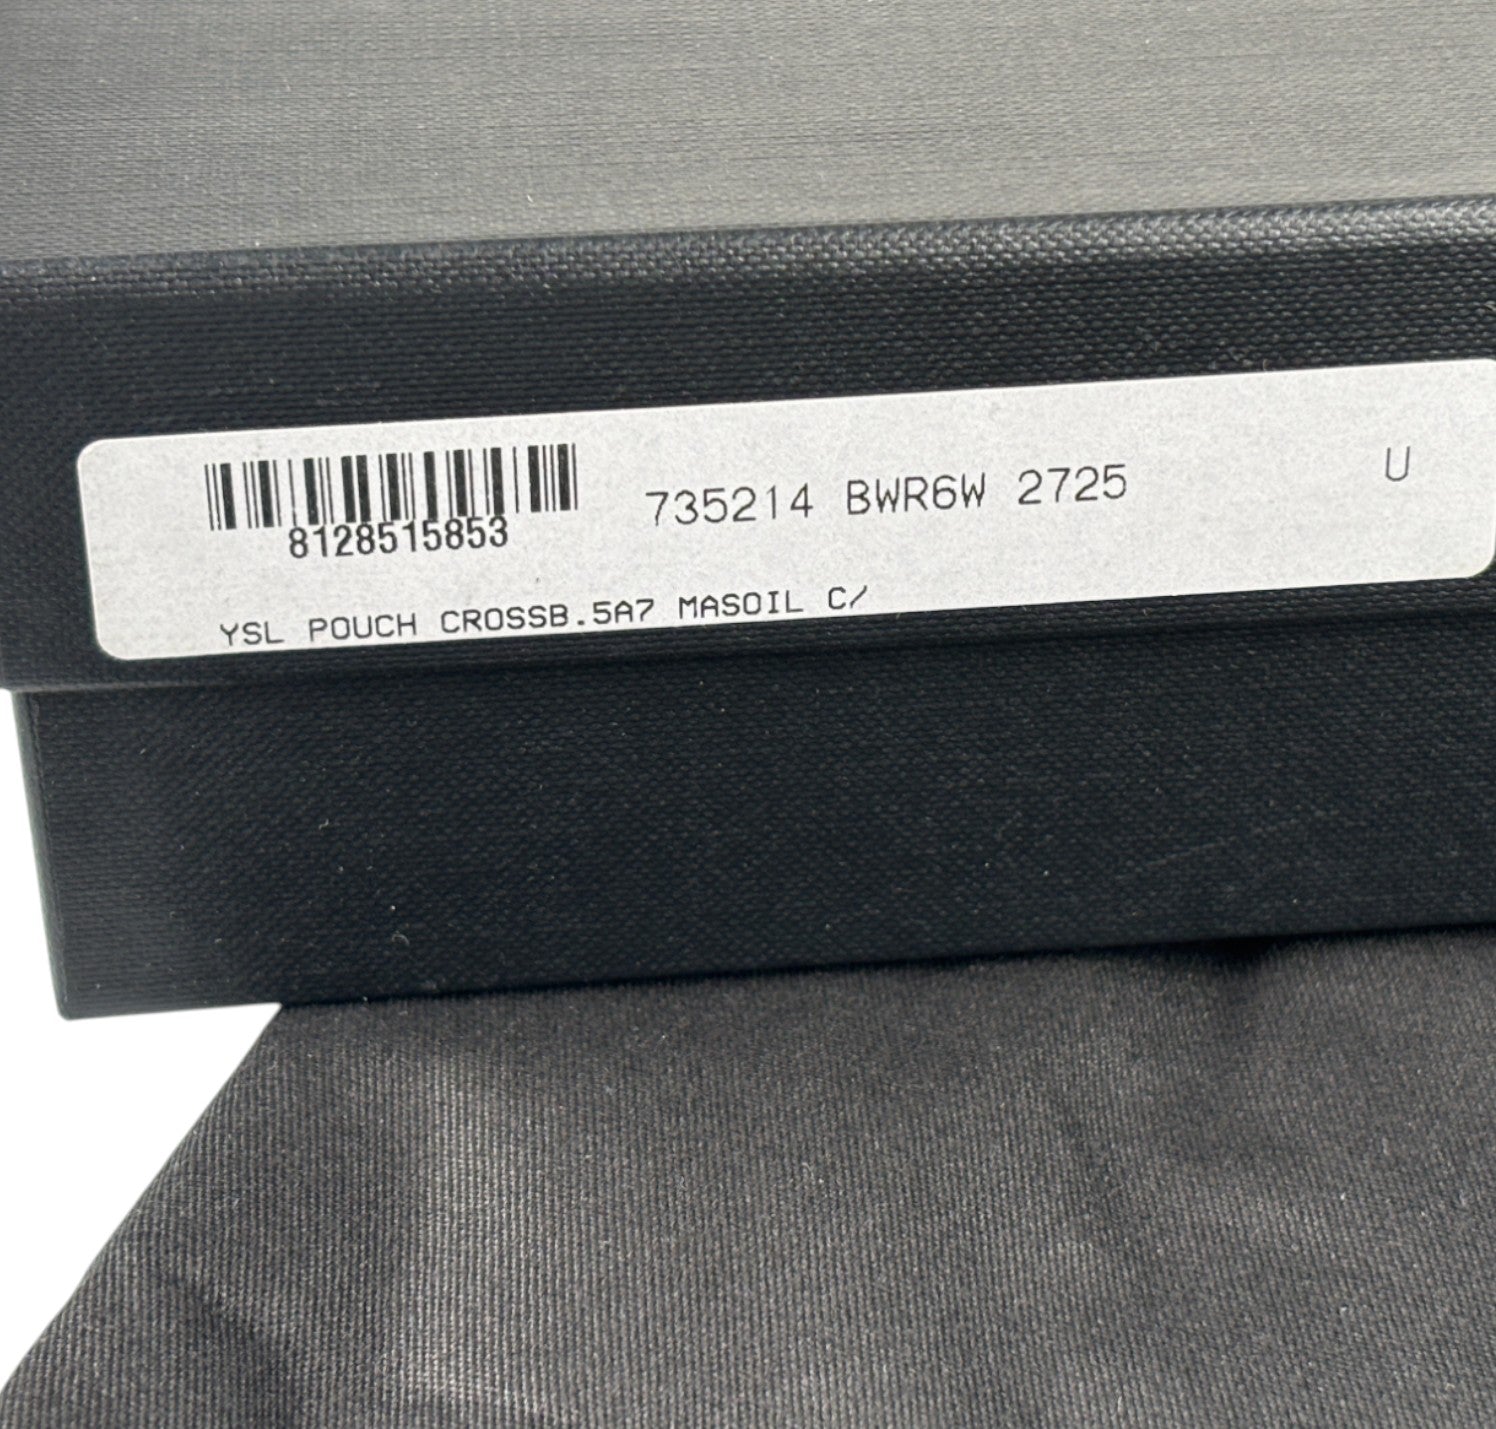 735214 BWR6W 2725 U
8128515853
YSL POUCH CROSSB.5A7 MASOIL C/